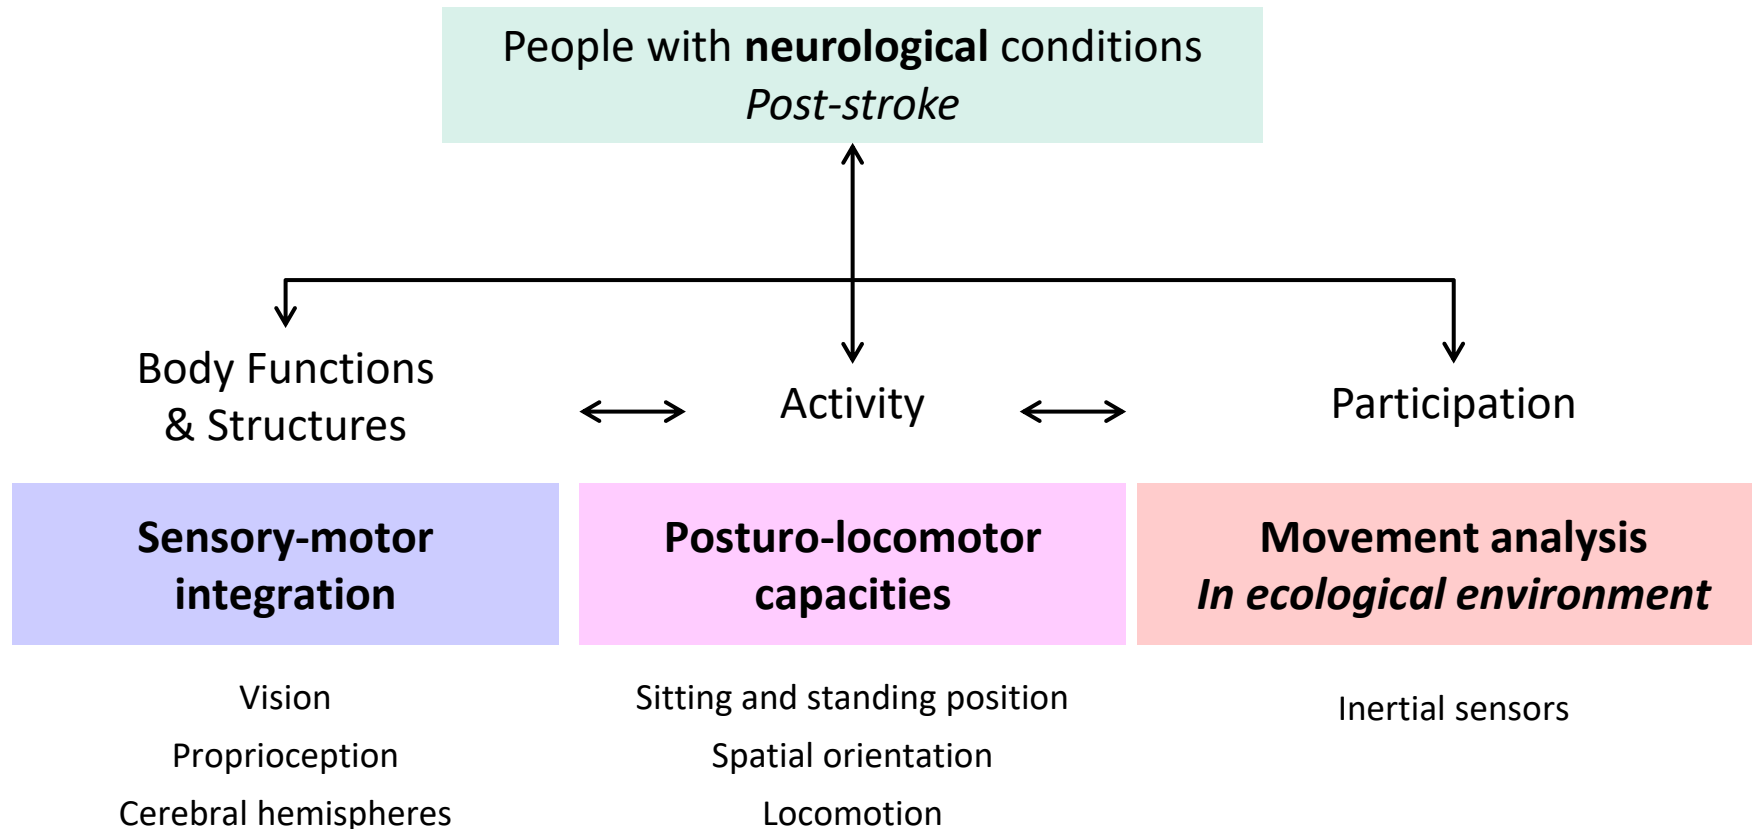 People with neurological conditions
Post-stroke
Body Functions
& Structures
Activity
Participation
Sensory-motor
integration
Posturo-locomotor
capacities
Movement analysis
In ecological environment
Vision
Proprioception
Cerebral hemispheres
Sitting and standing position
Spatial orientation
Locomotion
Inertial sensors